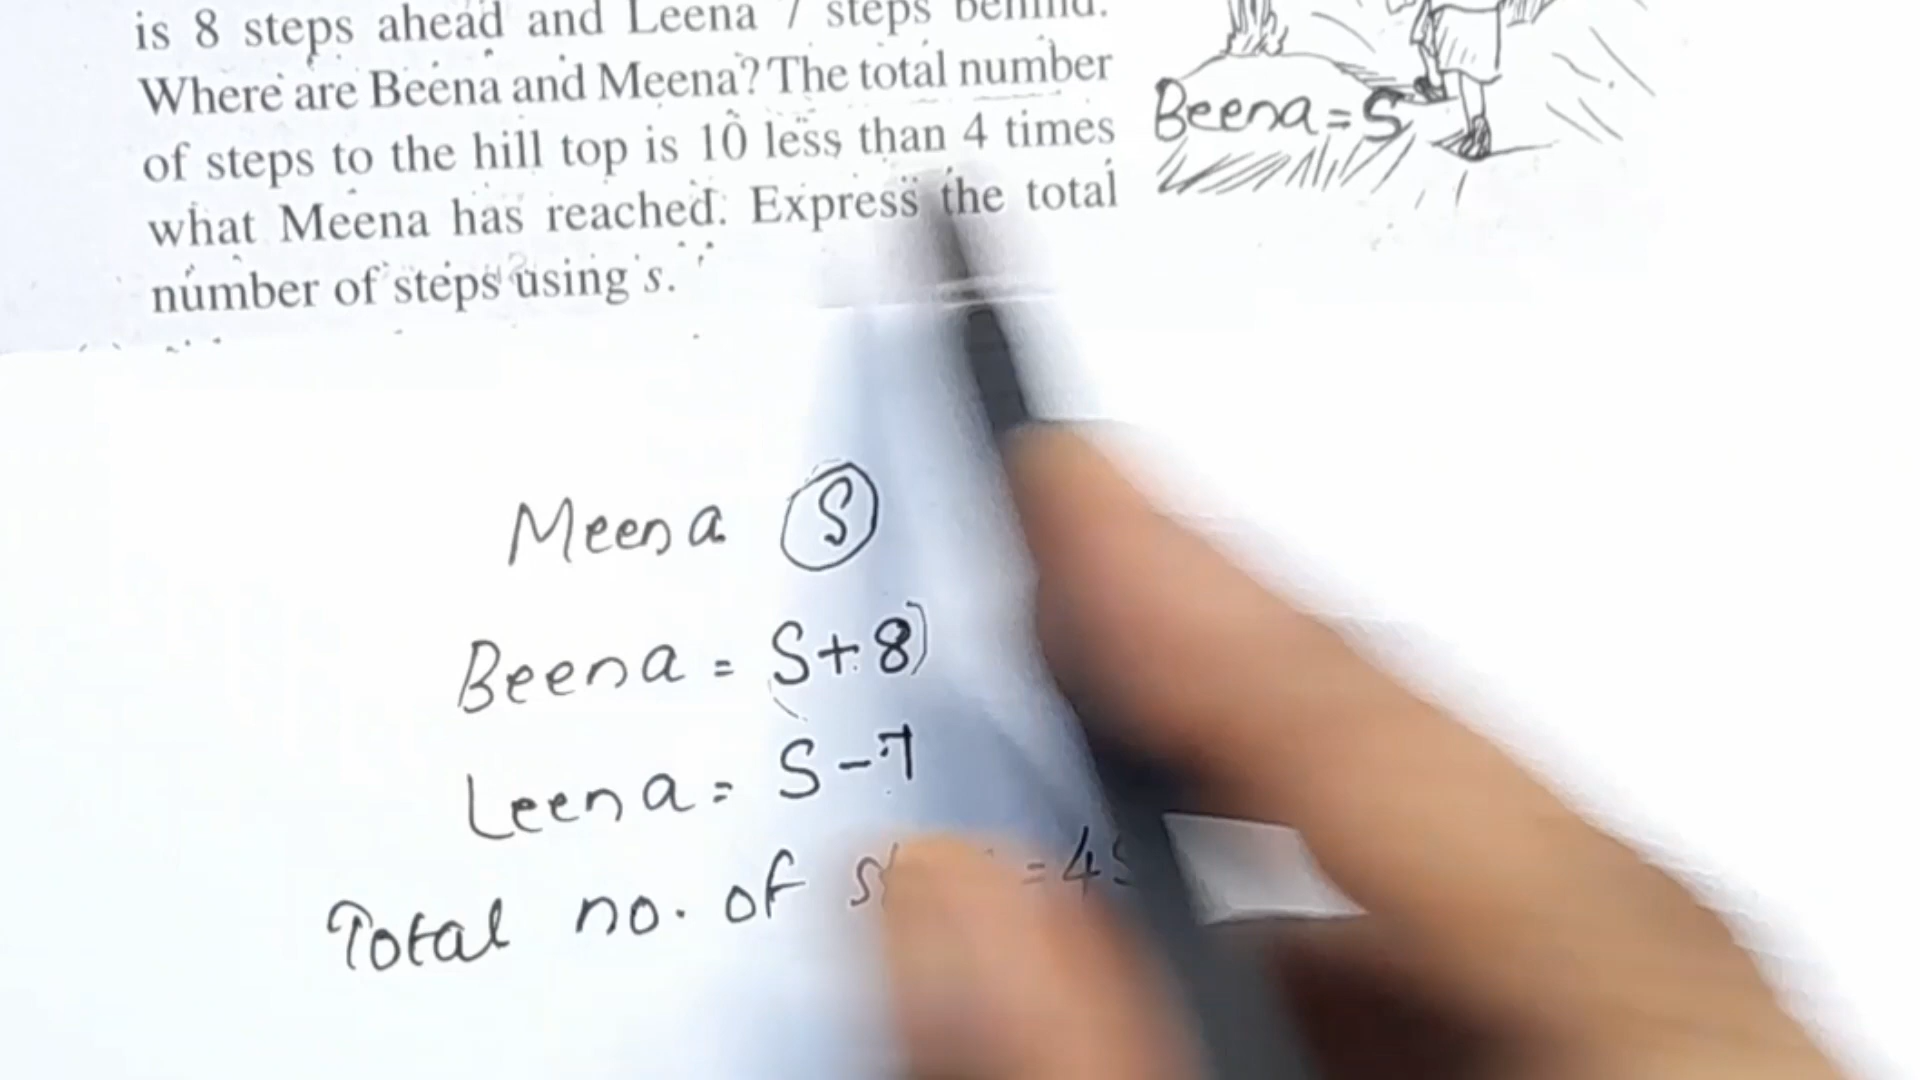 is 8 steps ahead and Leena 7 steps behind.
Where are Beena and Meena? The total number
of steps to the hill top is 10 less than 4 times
what Meena has reached. Express the total
number of steps using s.
Beena = S
Meena S
Beena = S+8
Leena = S-7
Total no. of = 4s